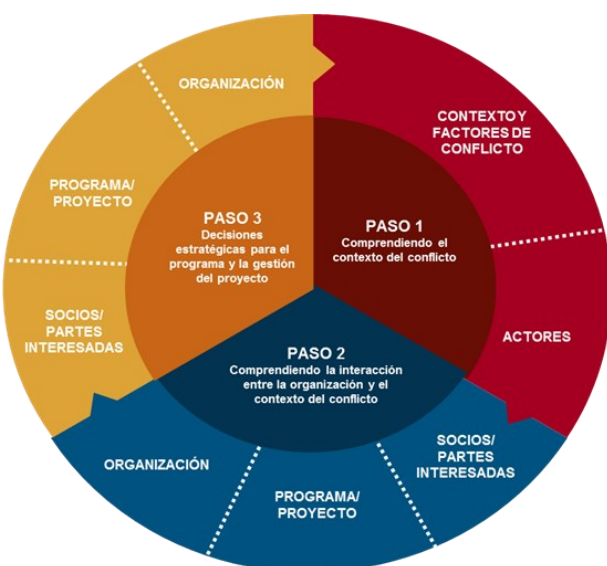 ORGANIZACIÓN
CONTEXTO Y
FACTORES DE
CONFLICTO
PROGRAMA/
PROYECTO
PASO 3
Decisiones
estratégicas para el
programa y la gestión
del proyecto
PASO 1
Comprendiendo el
contexto del conflicto
SOCIOS/
PARTES
INTERESADAS
ACTORES
PASO 2
Comprendiendo la interacción
entre la organización y el
contexto del conflicto
ORGANIZACIÓN
PROGRAMA/
PROYECTO
SOCIOS/
PARTES
INTERESADAS